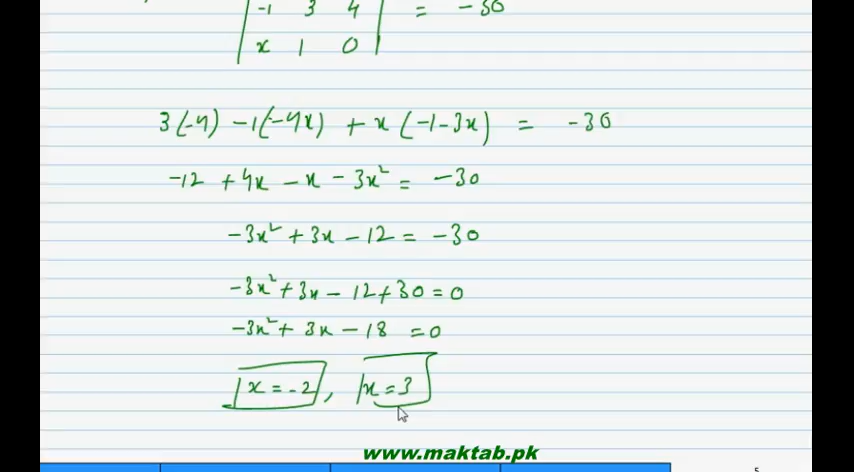 -1 3 4 = -30
x 1 0
3(-4) -1(-4x) + x(-1-3x) = -30
-12 + 4x - x - 3x² = -30
-3x² + 3x - 12 = -30
-3x² + 3x - 12 + 30 = 0
-3x² + 3x - 18 = 0
x = -2, x = 3
www.maktab.pk
5